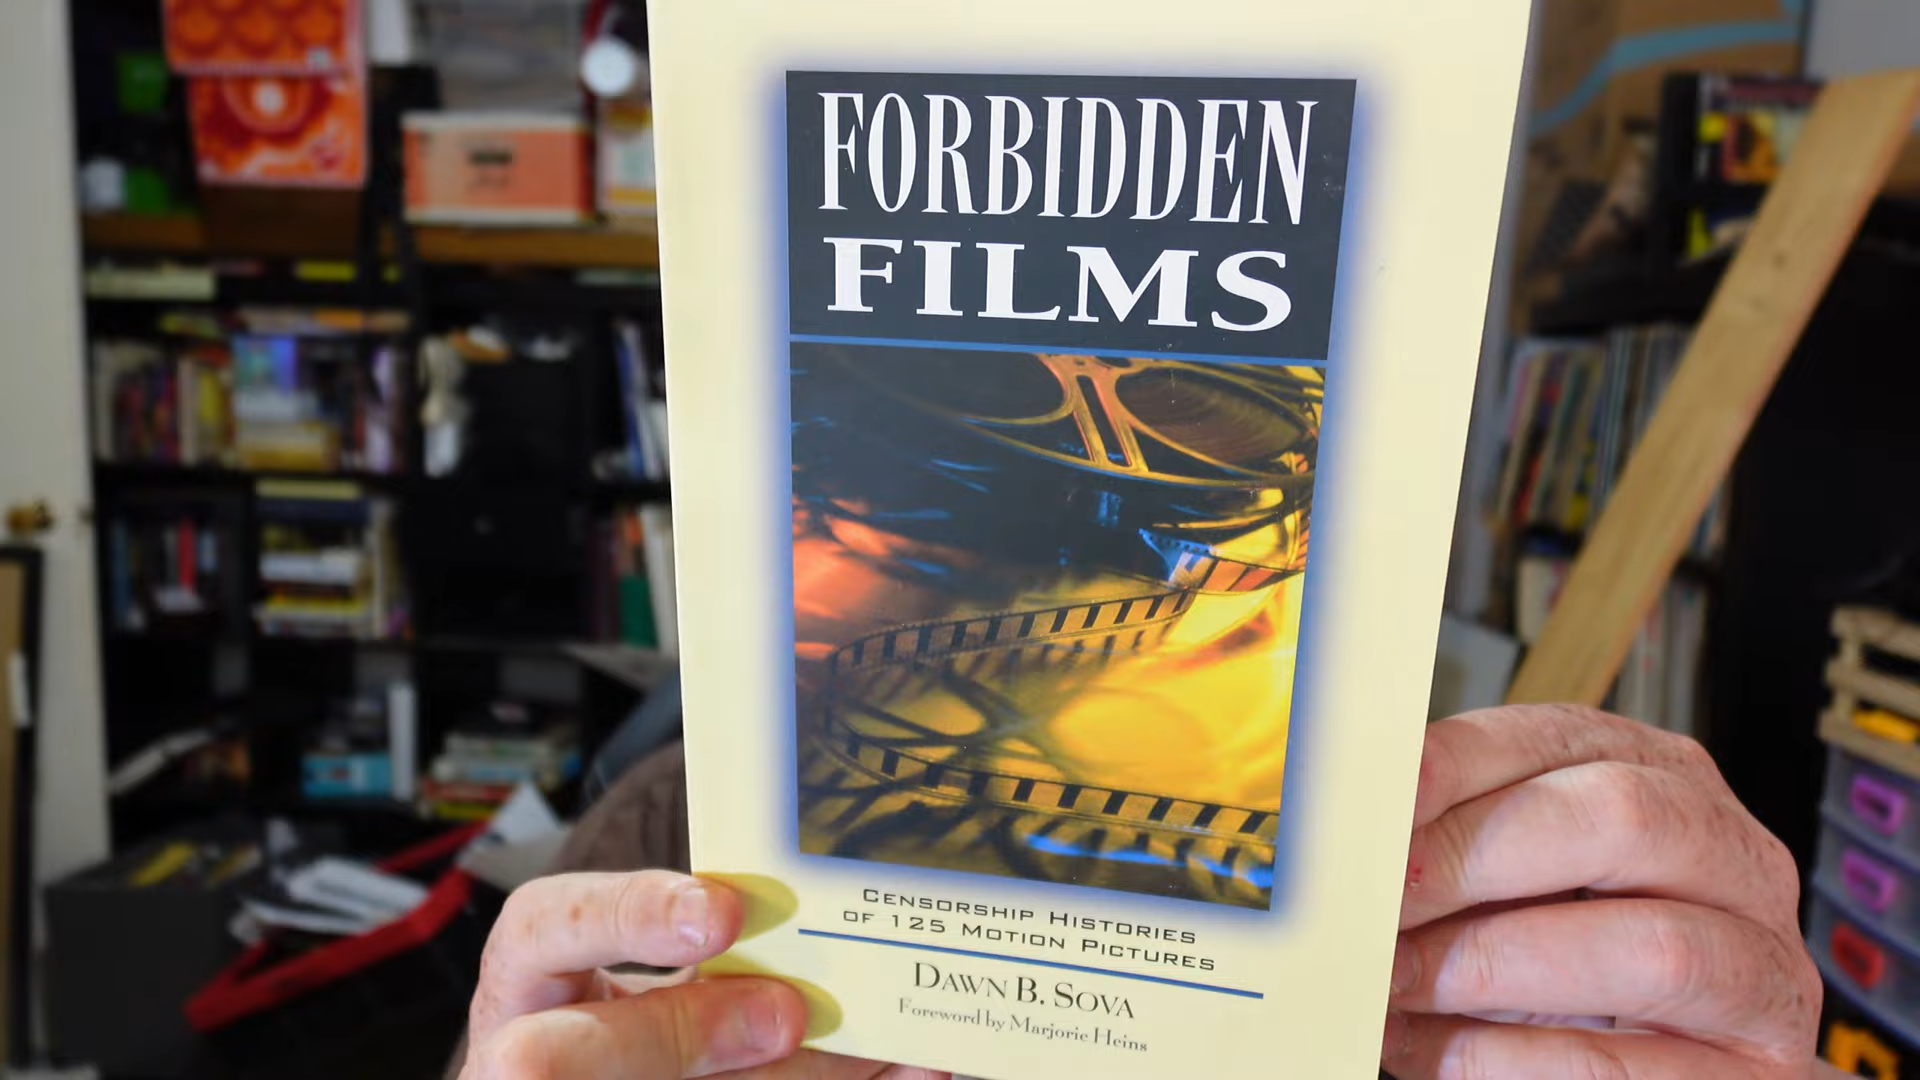 FORBIDDEN
FILMS
CENSORSHIP HISTORIES
OF 125 MOTION PICTURES
DAWN B. SOVA
Foreword by Marjorie Heins